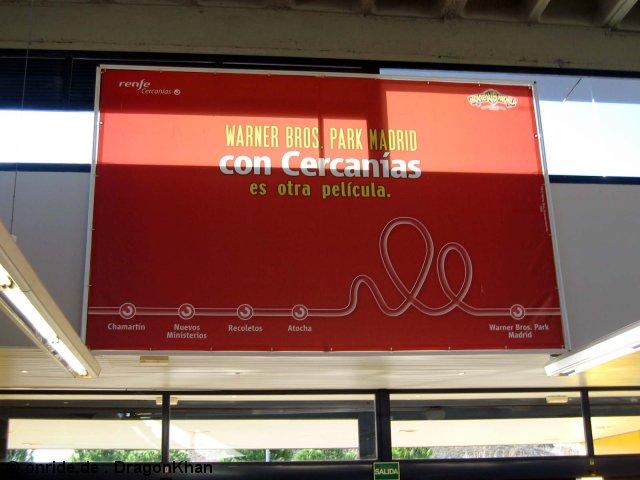 renfe
Cercanías
WARNER BROS. PARK MADRID
con Cercanías
es otra película.
Chamartín
Nuevos
Ministerios
Recoletos
Atocha
Warner Bros. Park
Madrid
SALIDA
© onride.de . DragonKhan